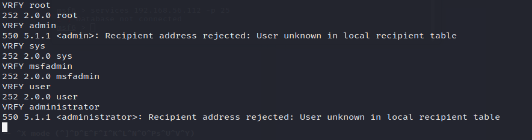 VRFY root
252 2.0.0 root
VRFY admin
550 5.1.1 <admin>: Recipient address rejected: User unknown in local recipient table
VRFY sys
252 2.0.0 sys
VRFY msfadmin
252 2.0.0 msfadmin
VRFY user
252 2.0.0 user
VRFY administrator
550 5.1.1 <administrator>: Recipient address rejected: User unknown in local recipient table